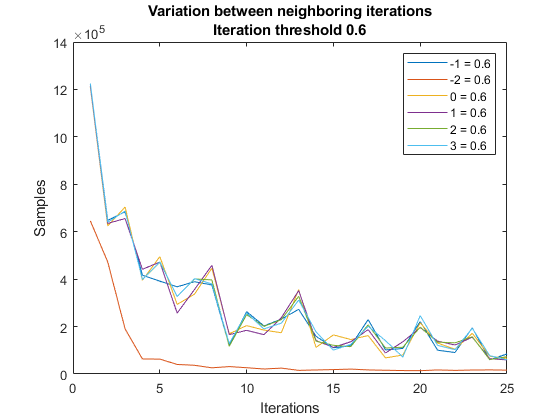 Variation between neighboring iterations
Iteration threshold 0.6
×10⁵
14
12
10
8
6
4
2
0
Samples
0 5 10 15 20 25
Iterations
-1 = 0.6
-2 = 0.6
0 = 0.6
1 = 0.6
2 = 0.6
3 = 0.6